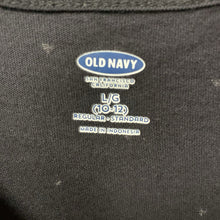 OLD NAVY
SAN FRANCISCO
CALIFORNIA
L/G
(10-12)
REGULAR - STANDARD
MADE IN INDONESIA